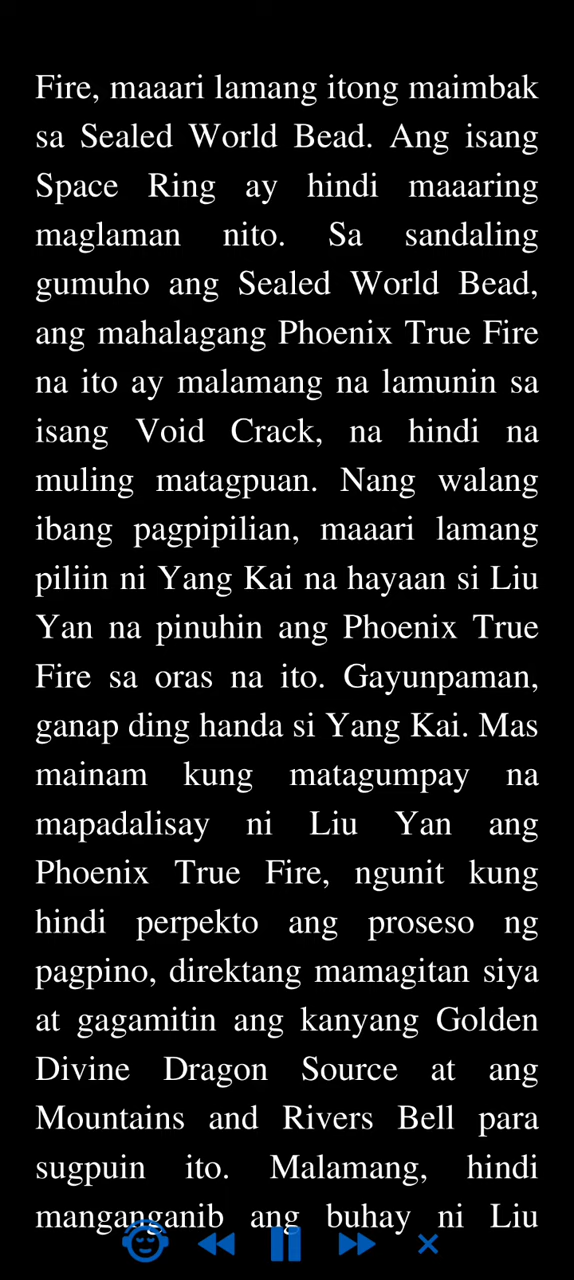 Fire, maaari lamang itong maimbak
sa Sealed World Bead. Ang isang
Space Ring ay hindi maaaring
maglaman nito. Sa sandaling
gumuho ang Sealed World Bead,
ang mahalagang Phoenix True Fire
na ito ay malamang na lamunin sa
isang Void Crack, na hindi na
muling matagpuan. Nang walang
ibang pagpipilian, maaari lamang
piliin ni Yang Kai na hayaan si Liu
Yan na pinuhin ang Phoenix True
Fire sa oras na ito. Gayunpaman,
ganap ding handa si Yang Kai. Mas
mainam kung matagumpay na
mapadalisay ni Liu Yan ang
Phoenix True Fire, ngunit kung
hindi perpekto ang proseso ng
pagpino, direktang mamagitan siya
at gagamitin ang kanyang Golden
Divine Dragon Source at ang
Mountains and Rivers Bell para
sugpuin ito. Malamang, hindi
manganganib ang buhay ni Liu